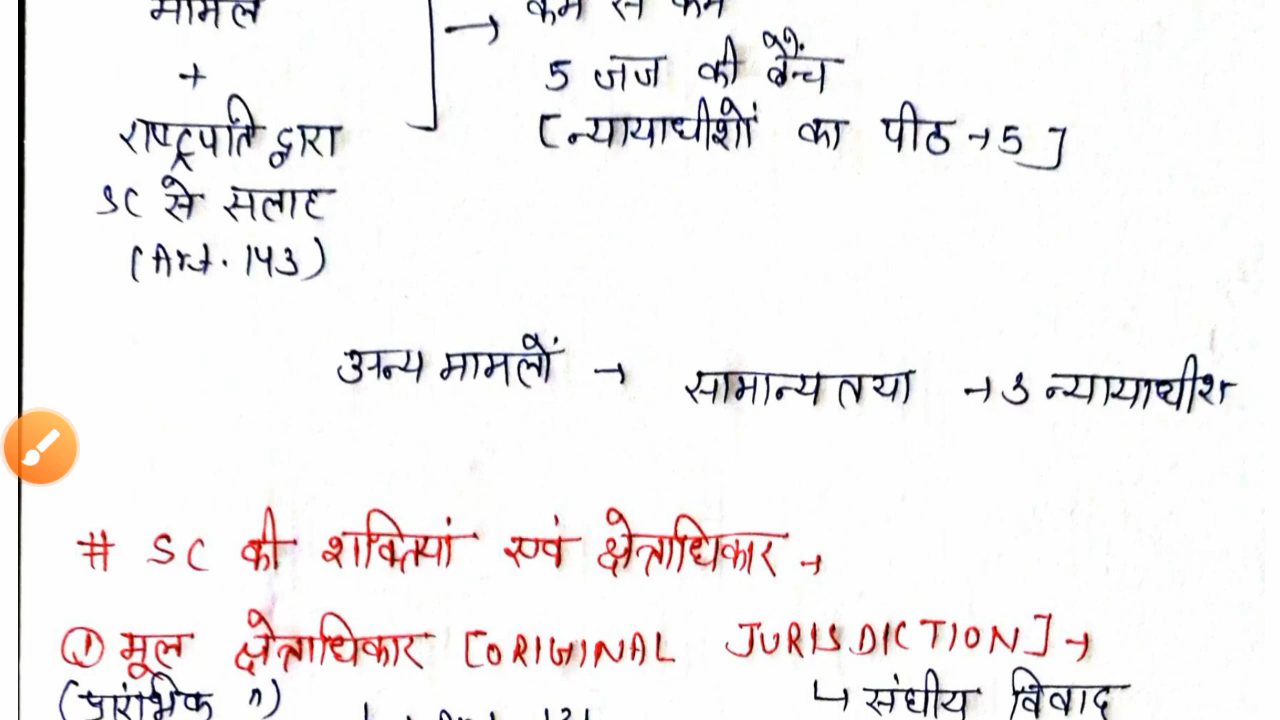 मामले
कम से कम
+
5 जज की बैंच
राष्ट्रपति द्वारा
[न्यायाधीशों का पीठ → 5]
SC से सलाह
(Art. 143)
अन्य मामलों → सामान्यतया → 3 न्यायाधीश
# SC की शक्तियां एवं क्षेत्राधिकार →
① मूल क्षेत्राधिकार [ORIGINAL JURISDICTION] →
(प्रारंभिक ") ↳ संघीय विवाद